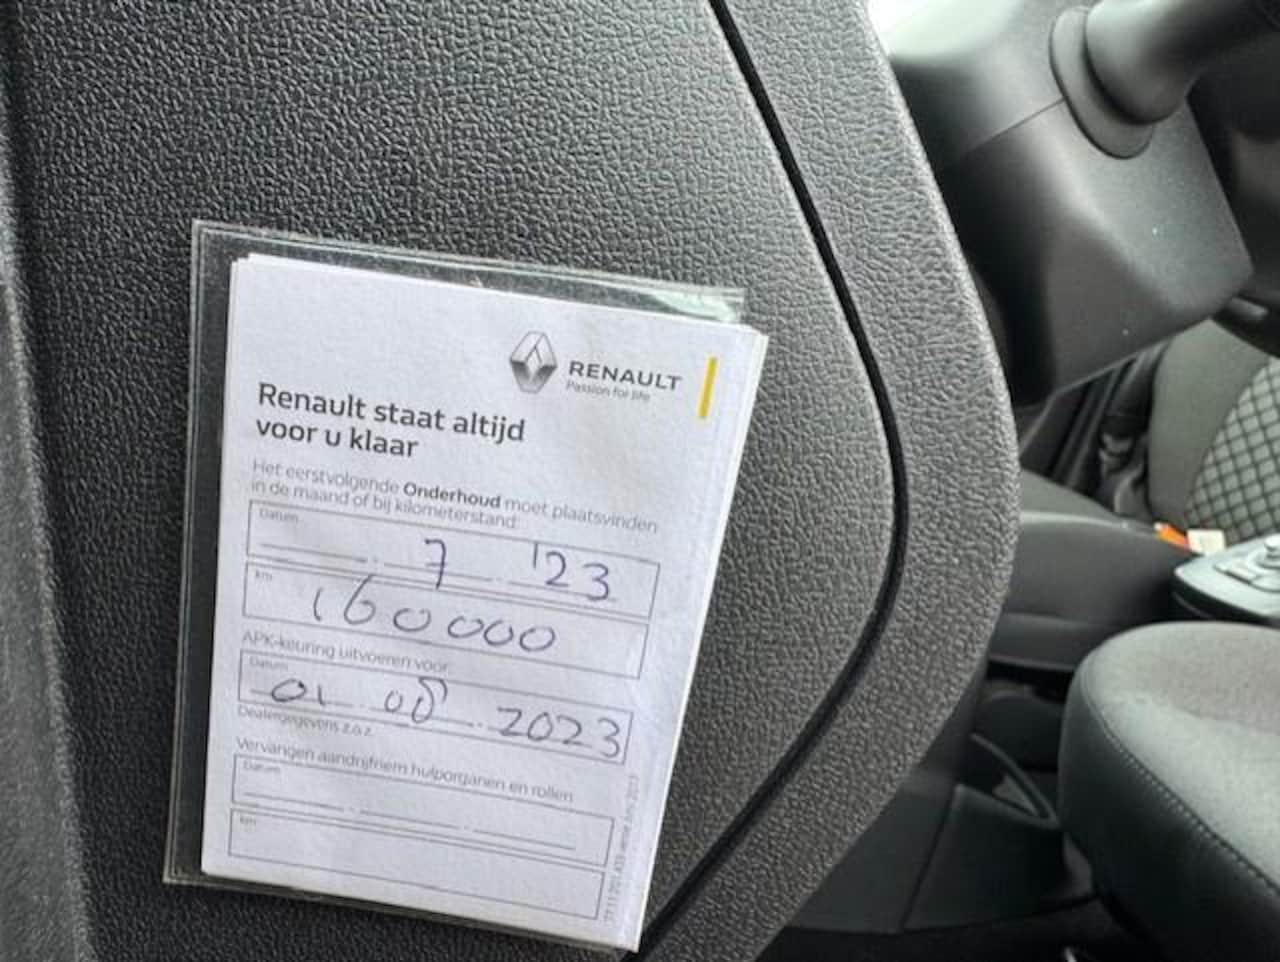 RENAULT
Passion for life
Renault staat altijd
voor u klaar
Het eerstvolgende Onderhoud moet plaatsvinden
in de maand of bij kilometerstand:
Datum
7 '23
km
160000
APK-keuring uitvoeren voor:
Datum
01 08 2023
Dealergegevens z.o.z.
Vervangen aandrijfriem hulporganen en rollen
Datum
km